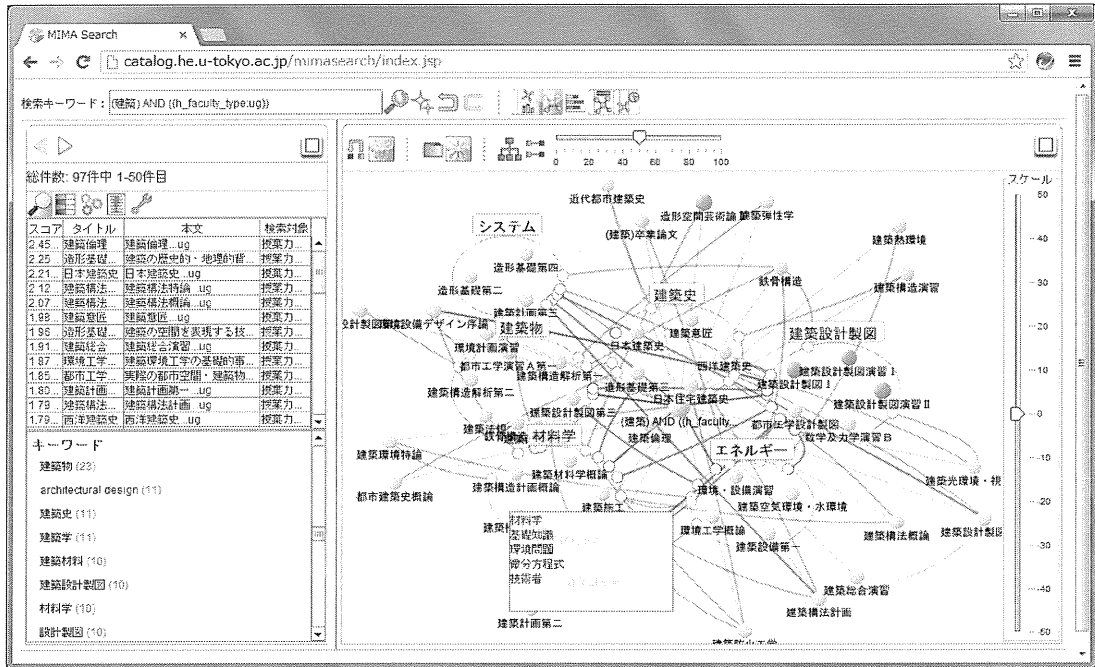 MIMA Search
catalog.he.u-tokyo.ac.jp/mimasearch/index.jsp
検索キーワード : (建築) AND ({h_faculty_type:ug})
総件数: 97件中 1-50件目
スコア タイトル 本文 検索対象
2.45... 建築倫理 建築倫理...ug 授業カ...
2.25... 造形基礎... 建築の歴史的・地理的背... 授業カ...
2.21... 日本建築史 日本建築史...ug 授業カ...
2.12... 建築構法... 建築構法特論...ug 授業カ...
2.07... 建築構法... 建築構法概論...ug 授業カ...
1.98... 建築意匠 建築意匠...ug 授業カ...
1.96... 造形基礎... 建築の空間を表現する技... 授業カ...
1.91... 建築総合 建築総合演習...ug 授業カ...
1.87... 環境工学... 建築環境工学の基礎的事... 授業カ...
1.85... 都市工学... 実際の都市空間・建築物... 授業カ...
1.80... 建築計画... 建築計画第一...ug 授業カ...
1.79... 建築構法... 建築構法計画...ug 授業カ...
1.79... 西洋建築史 西洋建築史...ug 授業カ...
キーワード
建築物 (23)
architectural design (11)
建築史 (11)
建築学 (11)
建築材料 (10)
建築設計製図 (10)
材料学 (10)
設計製図 (10)
0 20 40 60 80 100
スケール
50
40
30
20
10
0
-10
-20
-30
-40
-50
近代都市建築史
造形空間芸術論
建築弾性学
システム
(建築)卒業論文
建築熱環境
造形基礎第四
鉄骨構造
建築構造演習
造形基礎第二
建築史
建築計画第三
設計製図
環境設備デザイン序論
建築物
建築意匠
建築設計製図
環境計画演習
日本建築史
都市工学演習A第一
西洋建築史
建築構造解析第一
建築設計製図演習 I
建築設計製図 I
建築構造解析第二
造形基礎第三
日本住宅建築史
建築設計製図演習 II
建築設計製図第三
(建築) AND ({h_faculty...
都市工学設計製図
建築法規
材料学
建築倫理
数学及力学演習B
エネルギー
建築環境特論
建築材料学概論
建築構造計画概論
環境・設備演習
建築光環境・視
都市建築史概論
建築施工
建築空気環境・水環境
環境工学概論
建築構法概論
建築設計製図
建築設備第一
材料学
基礎知識
環境問題
微分方程式
技術者
建築総合演習
建築構法計画
建築計画第二
建築防火工学